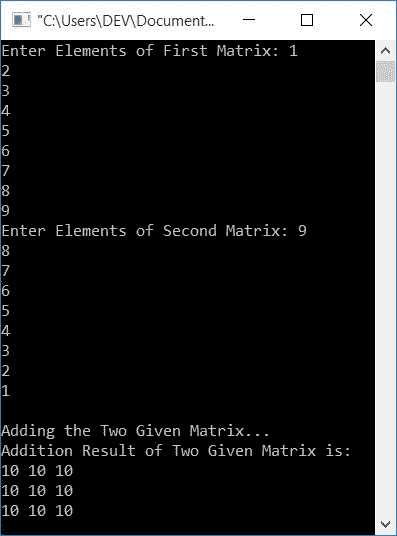 "C:\Users\DEV\Document...
Enter Elements of First Matrix: 1
2
3
4
5
6
7
8
9
Enter Elements of Second Matrix: 9
8
7
6
5
4
3
2
1
Adding the Two Given Matrix...
Addition Result of Two Given Matrix is:
10 10 10
10 10 10
10 10 10